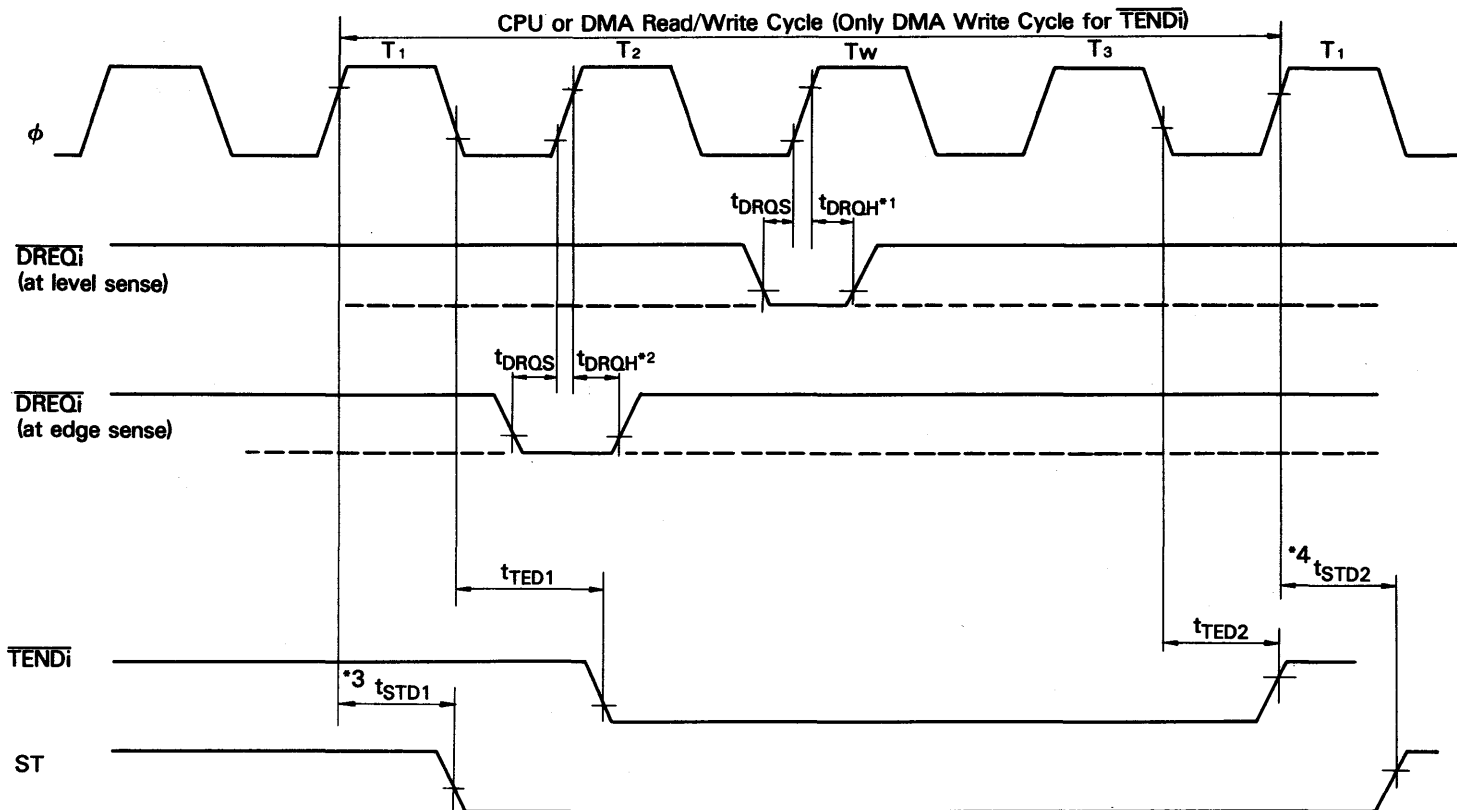 CPU or DMA Read/Write Cycle (Only DMA Write Cycle for TENDi)
T1 T2 Tw T3 T1
ϕ
tDRQS tDRQH*1
DREQi
(at level sense)
tDRQS tDRQH*2
DREQi
(at edge sense)
tTED1
*4 tSTD2
tTED2
TENDi
*3 tSTD1
ST